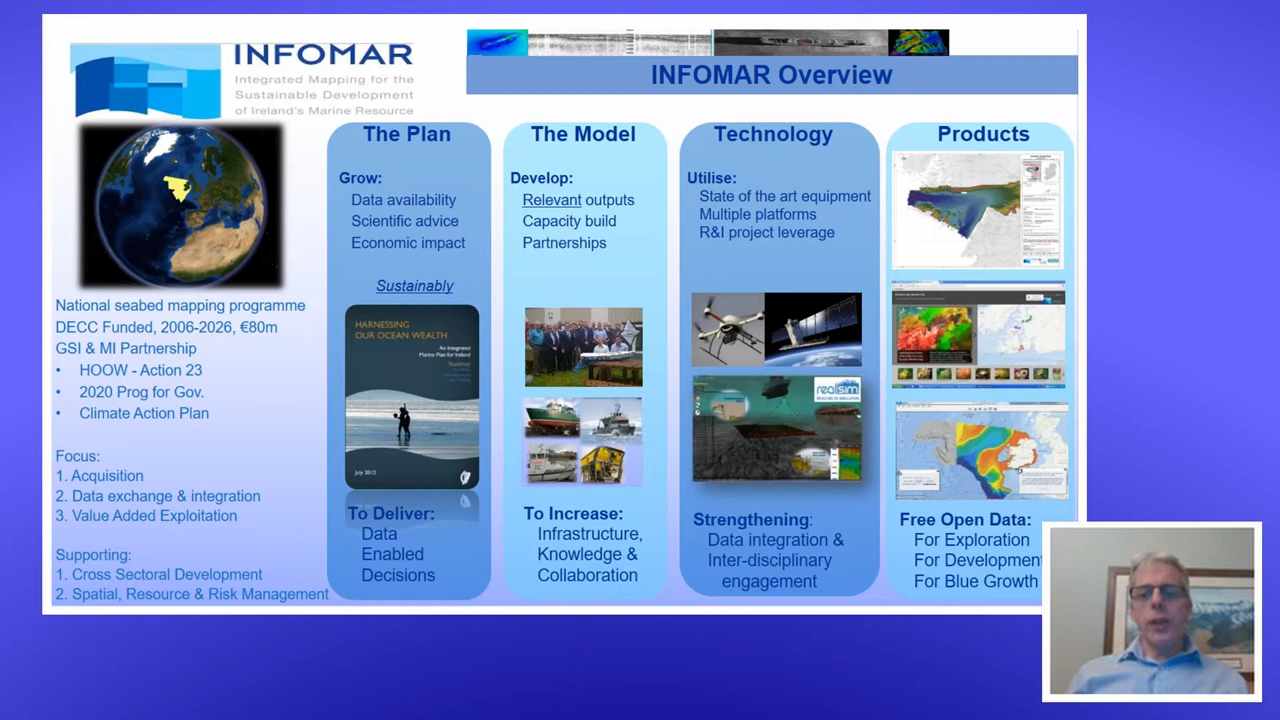 INFOMAR
Integrated Mapping for the
Sustainable Development
of Ireland's Marine Resource
INFOMAR Overview
National seabed mapping programme
DECC Funded, 2006-2026, €80m
GSI & MI Partnership
• HOOW - Action 23
• 2020 Prog for Gov.
• Climate Action Plan
Focus:
1. Acquisition
2. Data exchange & integration
3. Value Added Exploitation
Supporting:
1. Cross Sectoral Development
2. Spatial, Resource & Risk Management
The Plan
Grow:
Data availability
Scientific advice
Economic impact
Sustainably
HARNESSING
OUR OCEAN WEALTH
An Integrated
Marine Plan for Ireland
Roadmap
July 2012
To Deliver:
Data
Enabled
Decisions
The Model
Develop:
Relevant outputs
Capacity build
Partnerships
To Increase:
Infrastructure,
Knowledge &
Collaboration
Technology
Utilise:
State of the art equipment
Multiple platforms
R&I project leverage
realsim
Strengthening:
Data integration &
Inter-disciplinary
engagement
Products
Free Open Data:
For Exploration
For Development
For Blue Growth